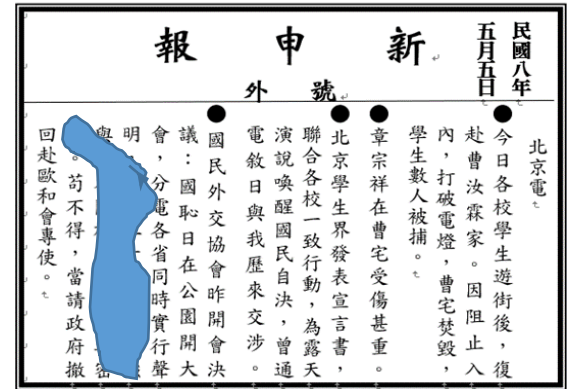 民國八年
五月五日
新申報
號外
北京電
●今日各校學生遊街後，復
赴曹汝霖家。因阻止入
內，打破電燈，曹宅焚毀，
學生數人被捕。
●章宗祥在曹宅受傷甚重。
●北京學生界發表宣言書，
聯合各校一致行動，為露天
演說喚醒國民自決，曾通
電敘日與我歷來交涉。
●國民外交協會昨開會決
議：國恥日在公園開大
會，分電各省同時實行聲
明
與密
。苟不得，當請政府撤
回赴歐和會專使。